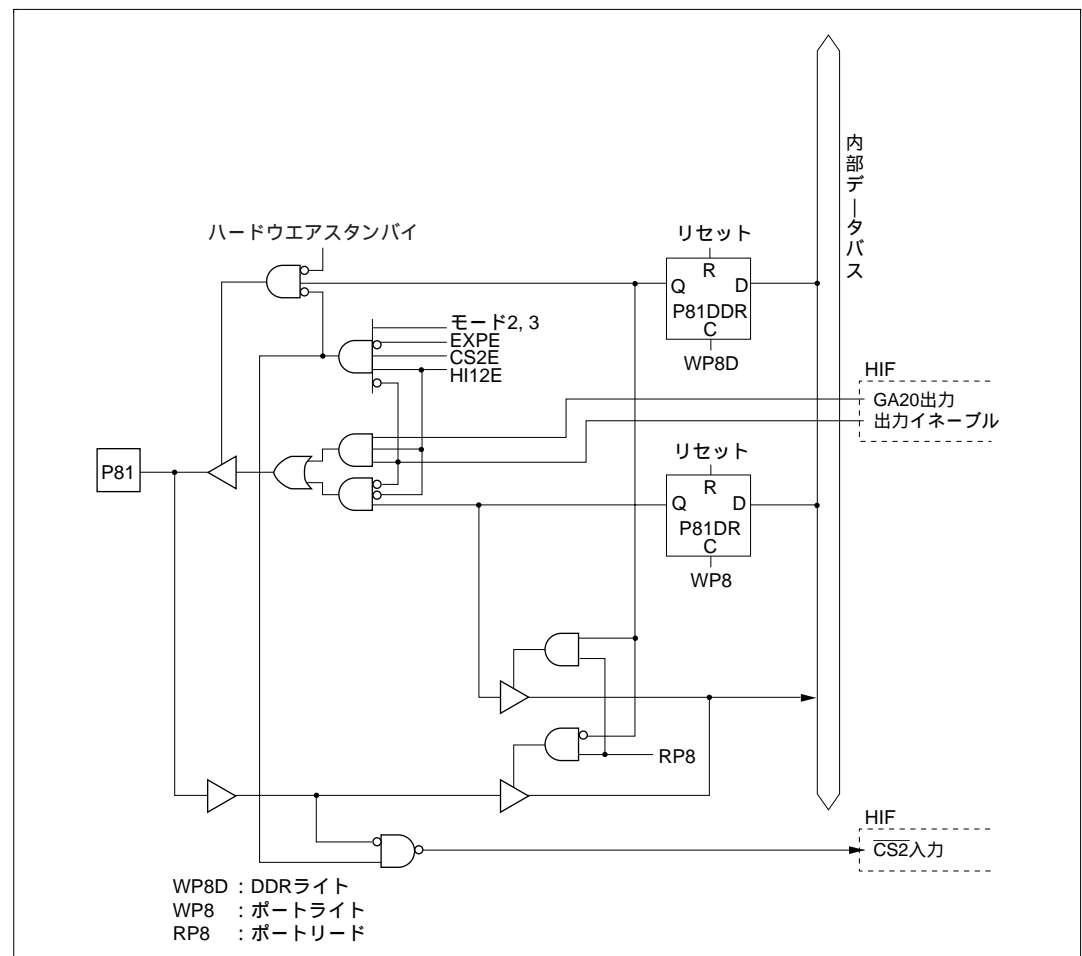 内部データバス
ハードウエアスタンバイ
リセット
R
Q D
P81DDR
C
WP8D
モード2, 3
EXPE
CS2E
HI12E
HIF
GA20出力
出力イネーブル
P81
リセット
R
Q D
P81DR
C
WP8
RP8
HIF
CS2入力
WP8D : DDRライト
WP8 : ポートライト
RP8 : ポートリード